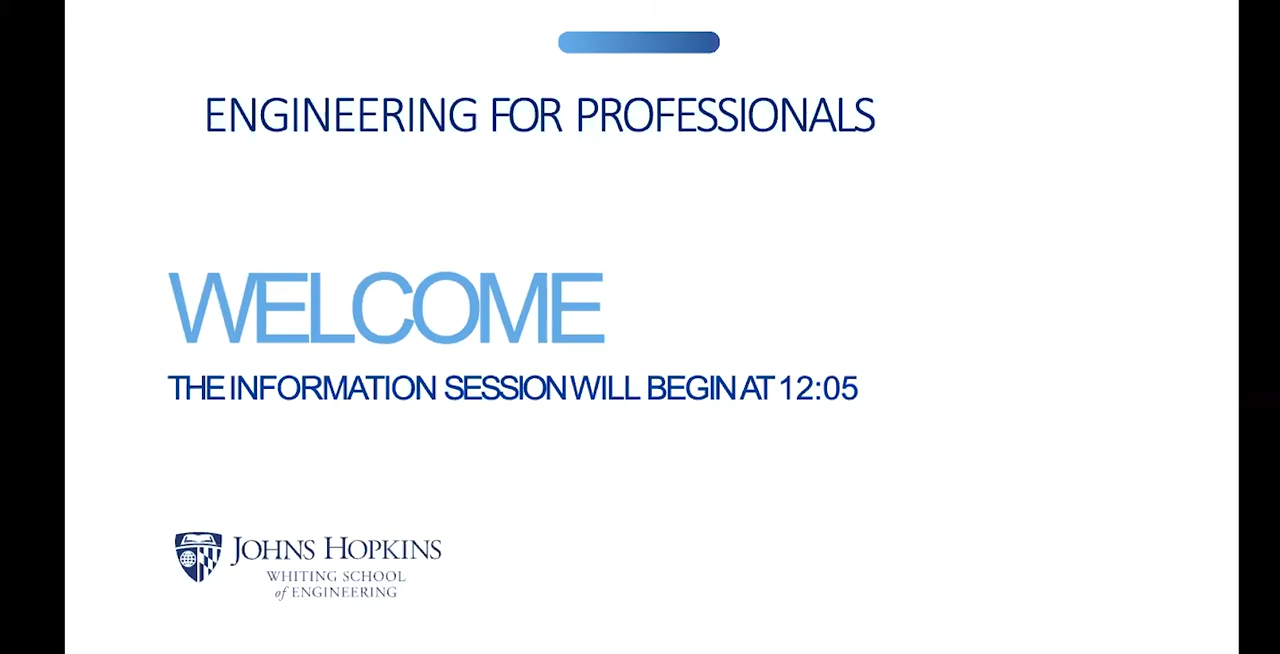 ENGINEERING FOR PROFESSIONALS
WELCOME
THE INFORMATION SESSION WILL BEGIN AT 12:05
JOHNS HOPKINS
WHITING SCHOOL
of ENGINEERING